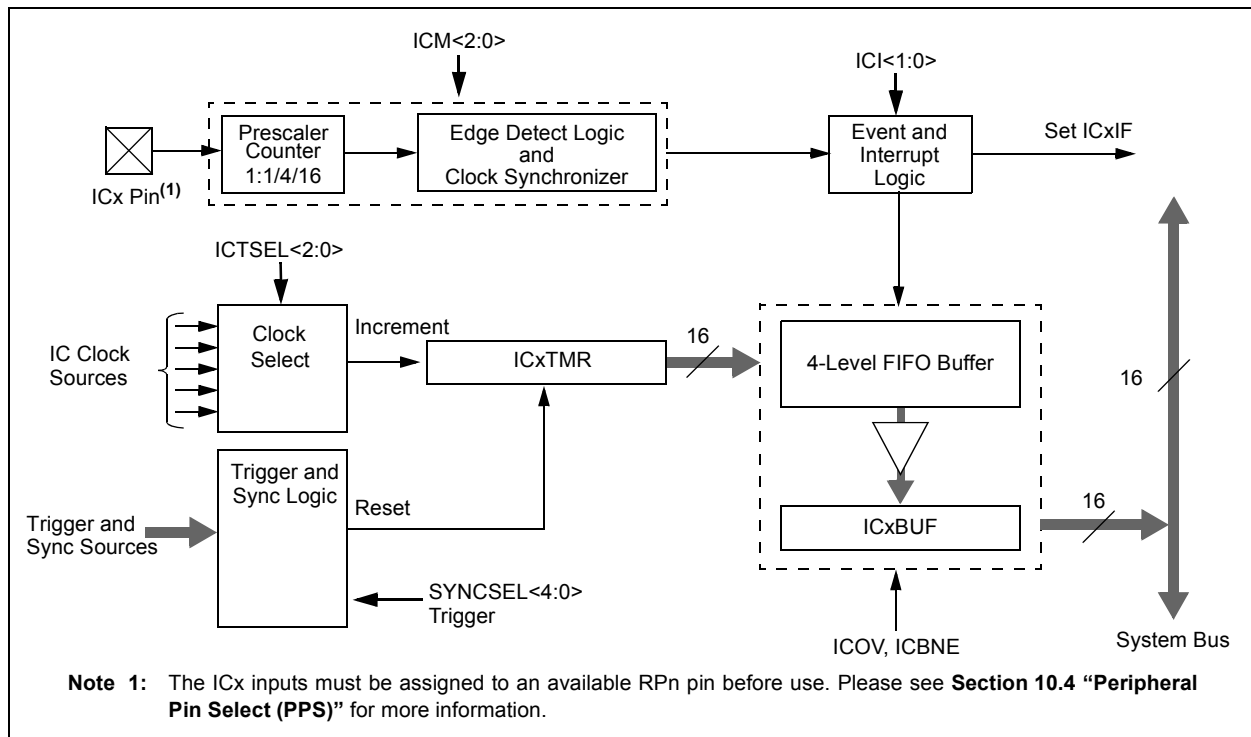 ICM<2:0>
ICI<1:0>
Prescaler
Counter
1:1/4/16
Edge Detect Logic
and
Clock Synchronizer
Event and
Interrupt
Logic
Set ICxIF
ICx Pin(1)
ICTSEL<2:0>
IC Clock
Sources
Clock
Select
Increment
ICxTMR
16
4-Level FIFO Buffer
16
Trigger and
Sync Logic
Reset
Trigger and
Sync Sources
ICxBUF
16
SYNCSEL<4:0>
Trigger
ICOV, ICBNE
System Bus
Note 1: The ICx inputs must be assigned to an available RPn pin before use. Please see Section 10.4 “Peripheral
Pin Select (PPS)” for more information.